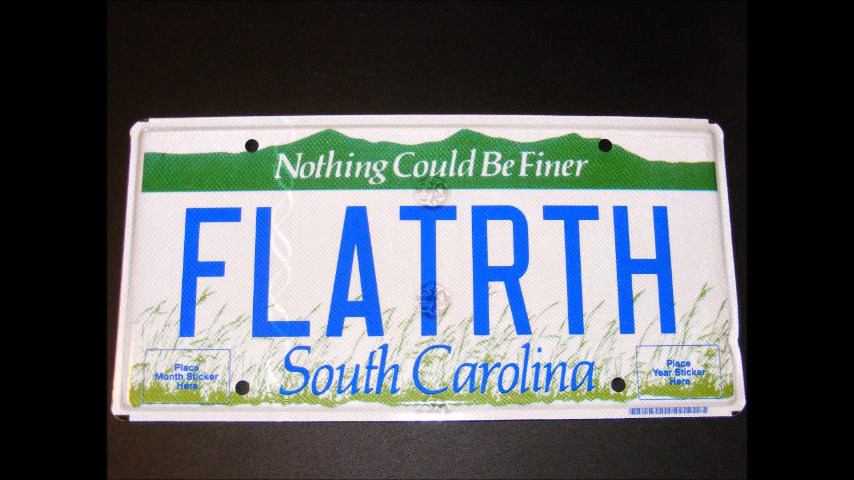 Nothing Could Be Finer
FLATRTH
South Carolina
Place
Month Sticker
Here
Place
Year Sticker
Here